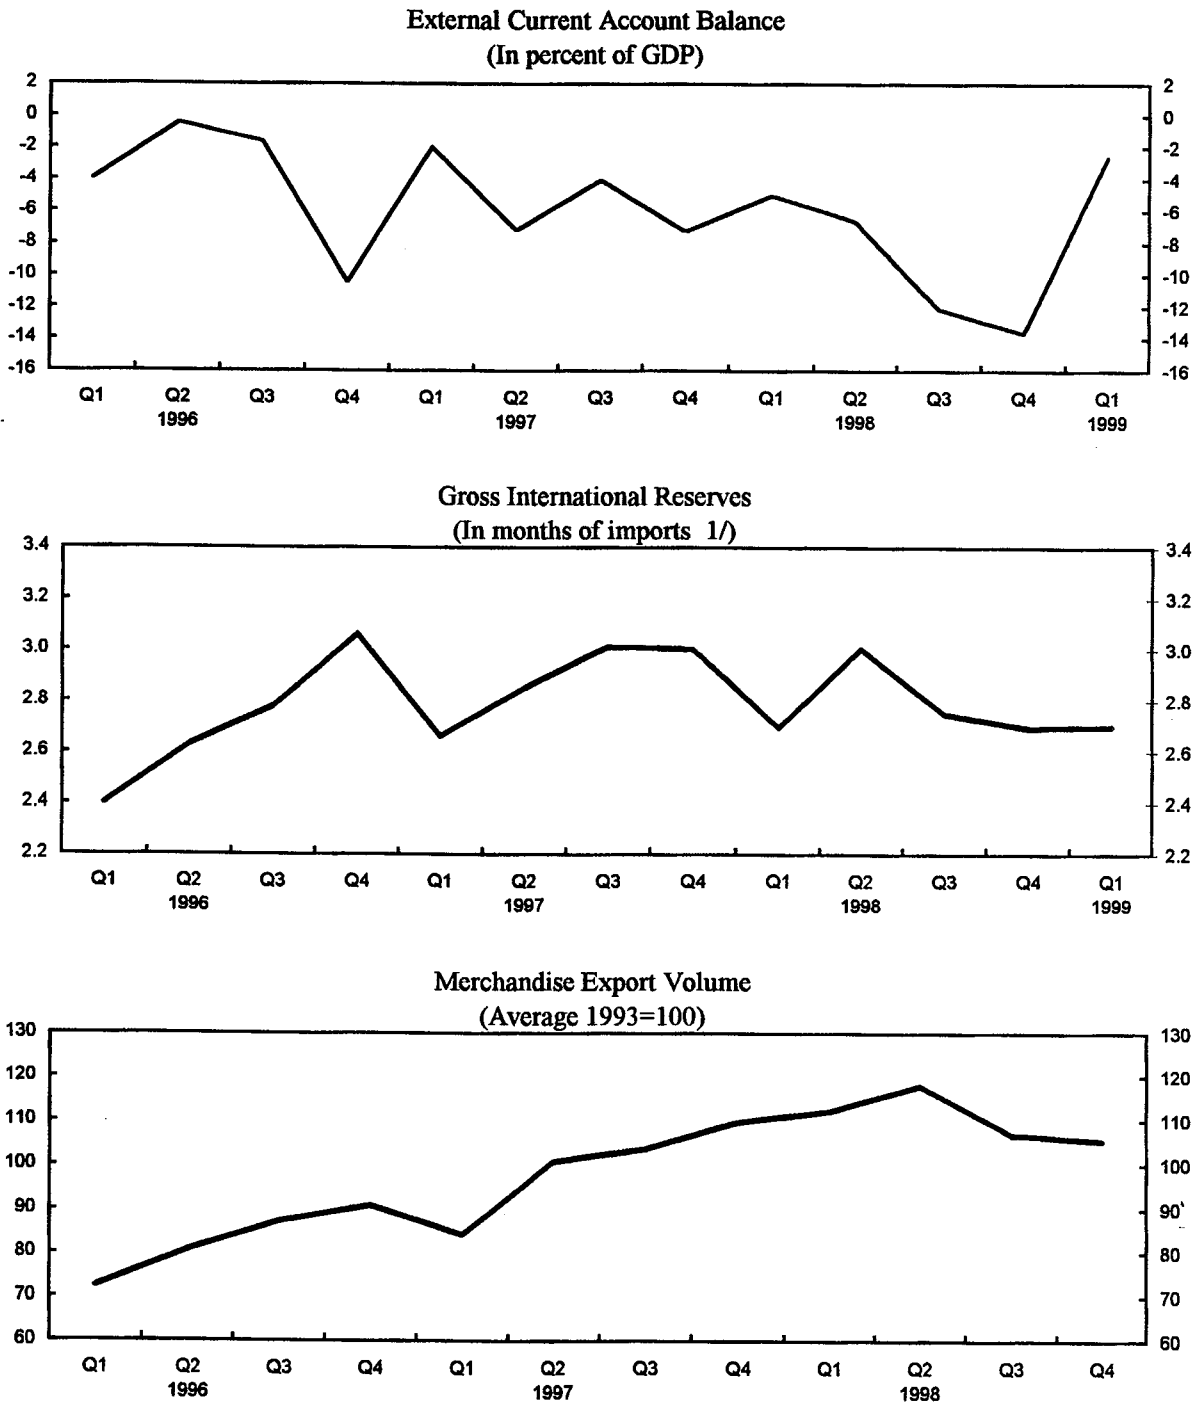 External Current Account Balance
(In percent of GDP)
2 2
0 0
-2 -2
-4 -4
-6 -6
-8 -8
-10 -10
-12 -12
-14 -14
-16 -16
Q1 Q2 Q3 Q4 Q1 Q2 Q3 Q4 Q1 Q2 Q3 Q4 Q1
1996 1997 1998 1999
Gross International Reserves
(In months of imports 1/)
3.4 3.4
3.2 3.2
3.0 3.0
2.8 2.8
2.6 2.6
2.4 2.4
2.2 2.2
Q1 Q2 Q3 Q4 Q1 Q2 Q3 Q4 Q1 Q2 Q3 Q4 Q1
1996 1997 1998 1999
Merchandise Export Volume
(Average 1993=100)
130 130
120 120
110 110
100 100
90 90
80 80
70 70
60 60
Q1 Q2 Q3 Q4 Q1 Q2 Q3 Q4 Q1 Q2 Q3 Q4
1996 1997 1998